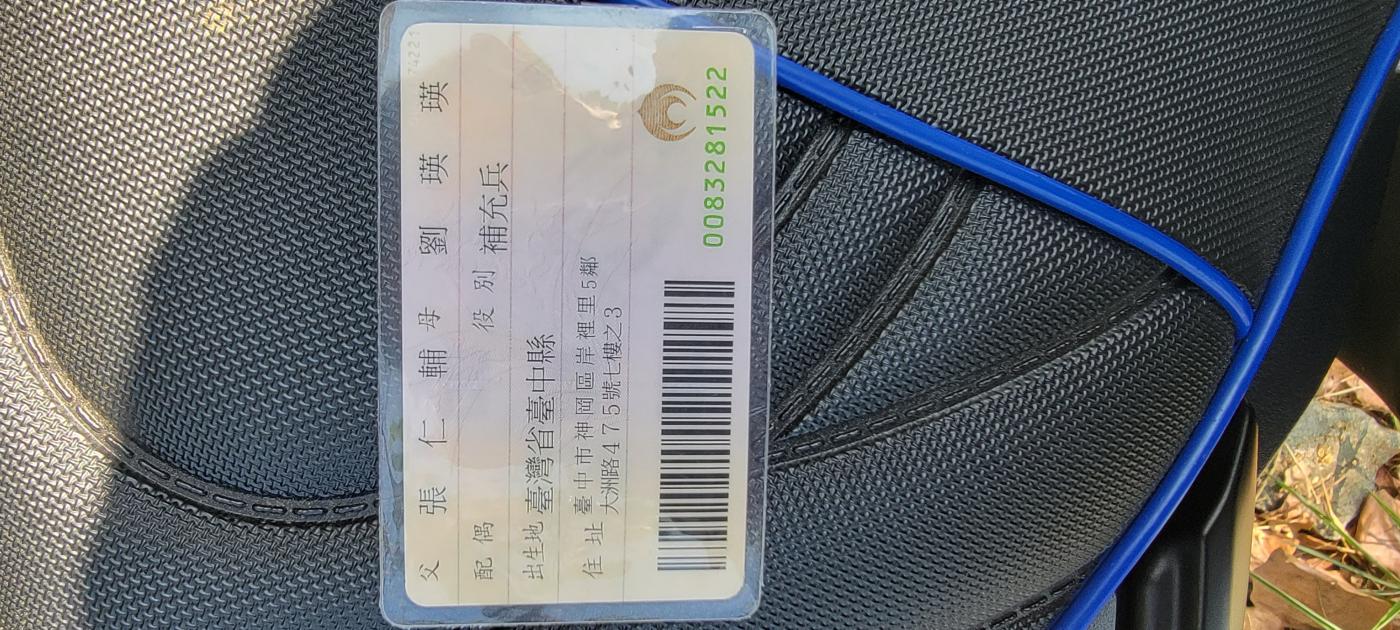 父 張仁輔 母 劉瑛瑛
配偶 役別 補充兵
出生地 臺灣省臺中縣
住址 臺中市神岡區岸裡里5鄰
大洲路475號七樓之3
0083281522